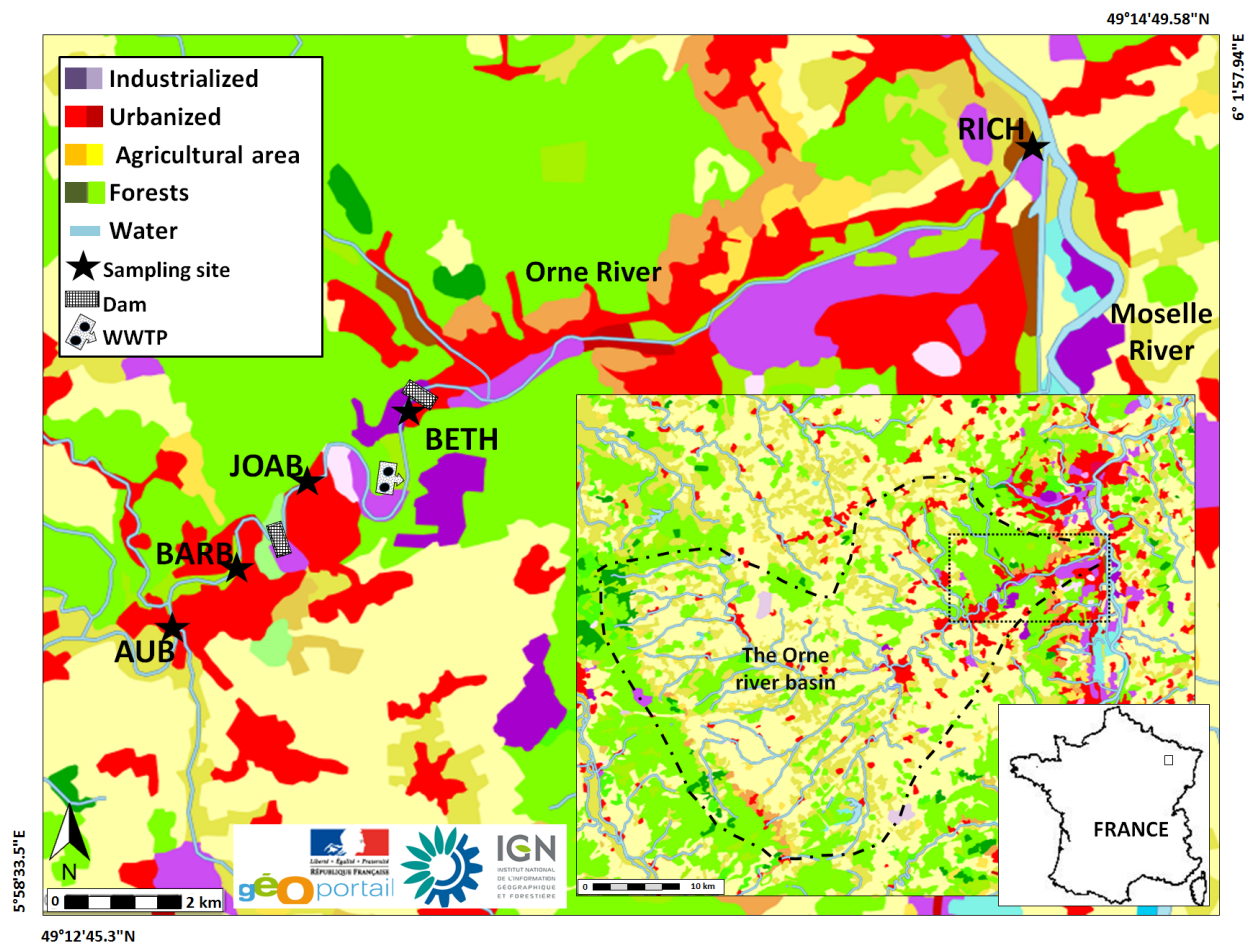 49°14'49.58"N
6° 1'57.94"E
Industrialized
Urbanized
Agricultural area
Forests
Water
Sampling site
Dam
WWTP
RICH
Orne River
Moselle
River
BETH
JOAB
BARB
AUB
The Orne
river basin
FRANCE
N
0 2 km
0 10 km
Liberté • Égalité • Fraternité
RÉPUBLIQUE FRANÇAISE
géoportail
IGN
INSTITUT NATIONAL
DE L'INFORMATION
GÉOGRAPHIQUE
ET FORESTIÈRE
5°58'33.5"E
49°12'45.3"N